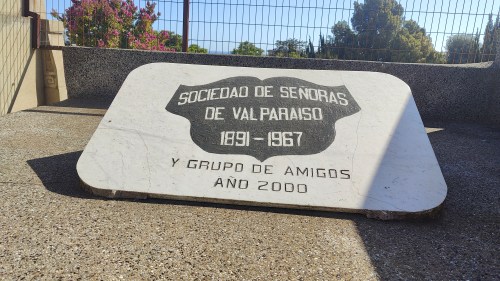 SOCIEDAD DE SEÑORAS
DE VALPARAISO
1891-1967
Y GRUPO DE AMIGOS
AÑO 2000